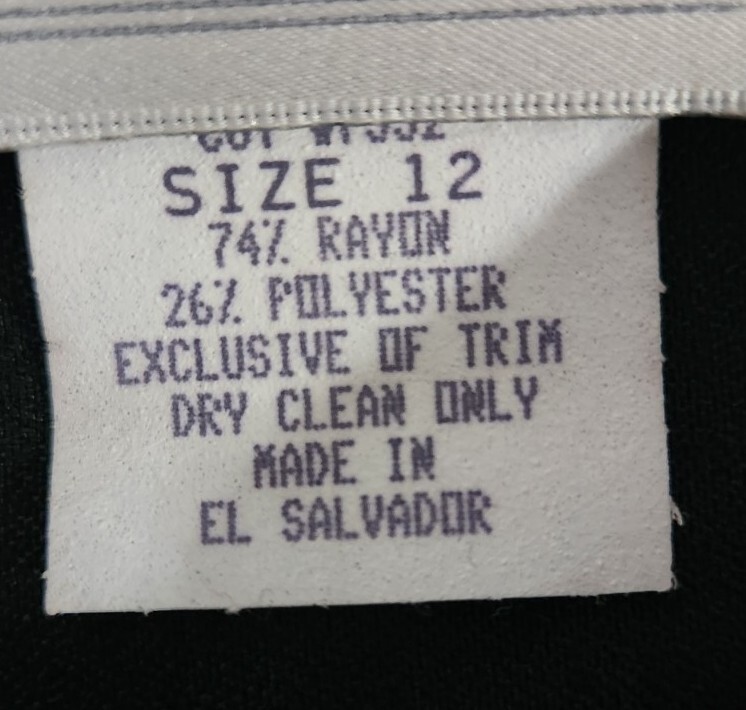 SIZE 12
74% RAYON
26% POLYESTER
EXCLUSIVE OF TRIM
DRY CLEAN ONLY
MADE IN
EL SALVADOR